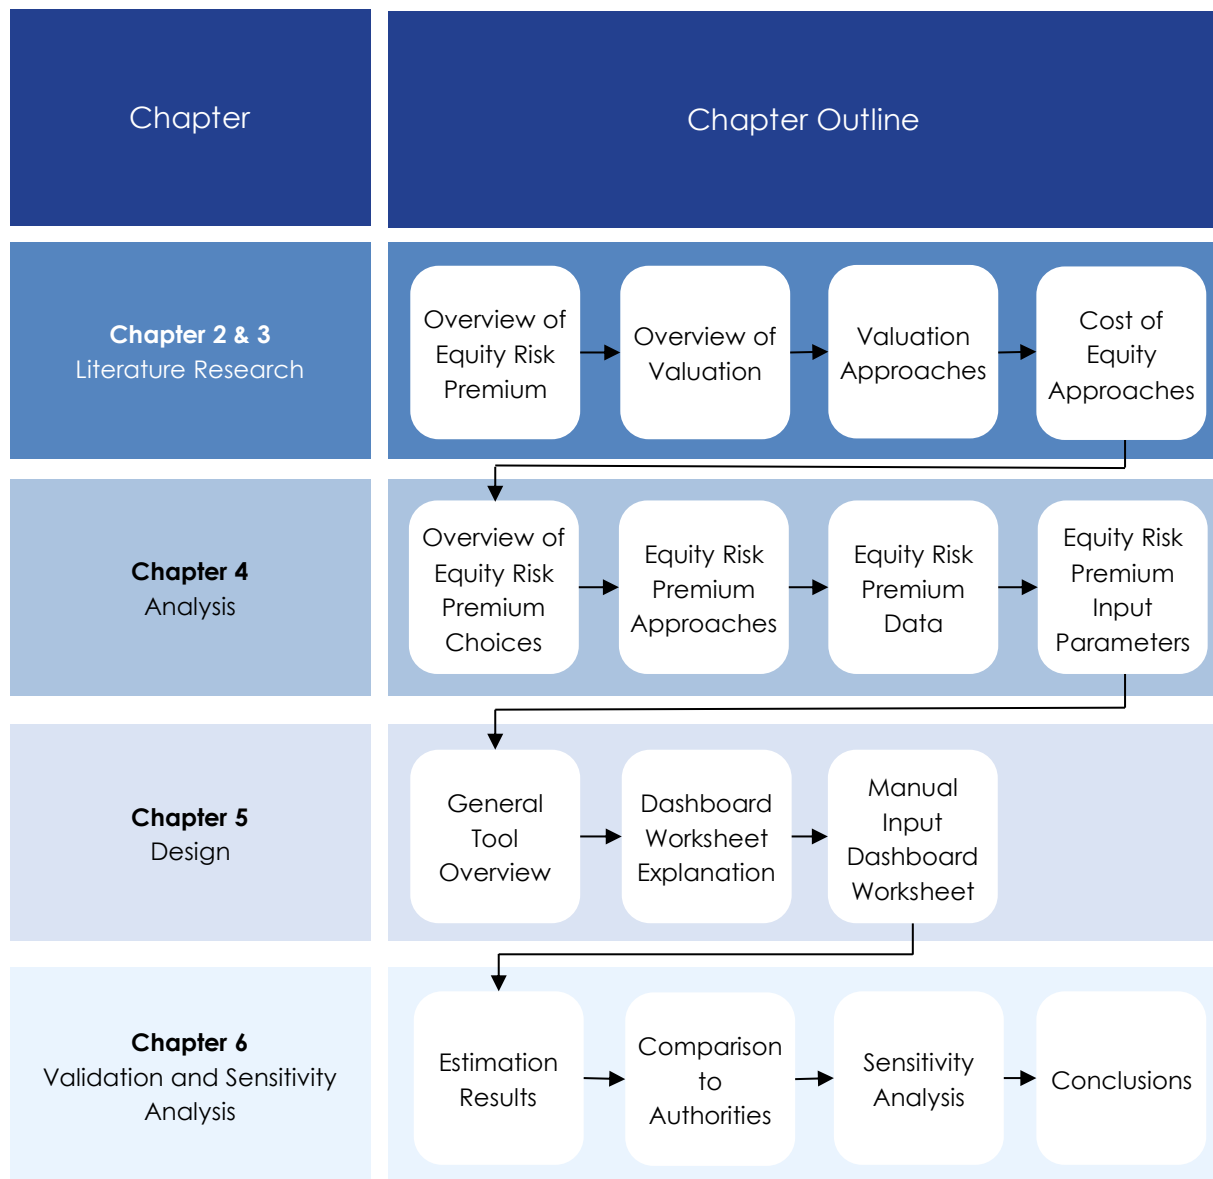 Chapter
Chapter Outline
Chapter 2 & 3
Literature Research
Overview of
Equity Risk
Premium
Overview of
Valuation
Valuation
Approaches
Cost of
Equity
Approaches
Chapter 4
Analysis
Overview of
Equity Risk
Premium
Choices
Equity Risk
Premium
Approaches
Equity Risk
Premium
Data
Equity Risk
Premium
Input
Parameters
Chapter 5
Design
General
Tool
Overview
Dashboard
Worksheet
Explanation
Manual
Input
Dashboard
Worksheet
Chapter 6
Validation and Sensitivity
Analysis
Estimation
Results
Comparison
to
Authorities
Sensitivity
Analysis
Conclusions